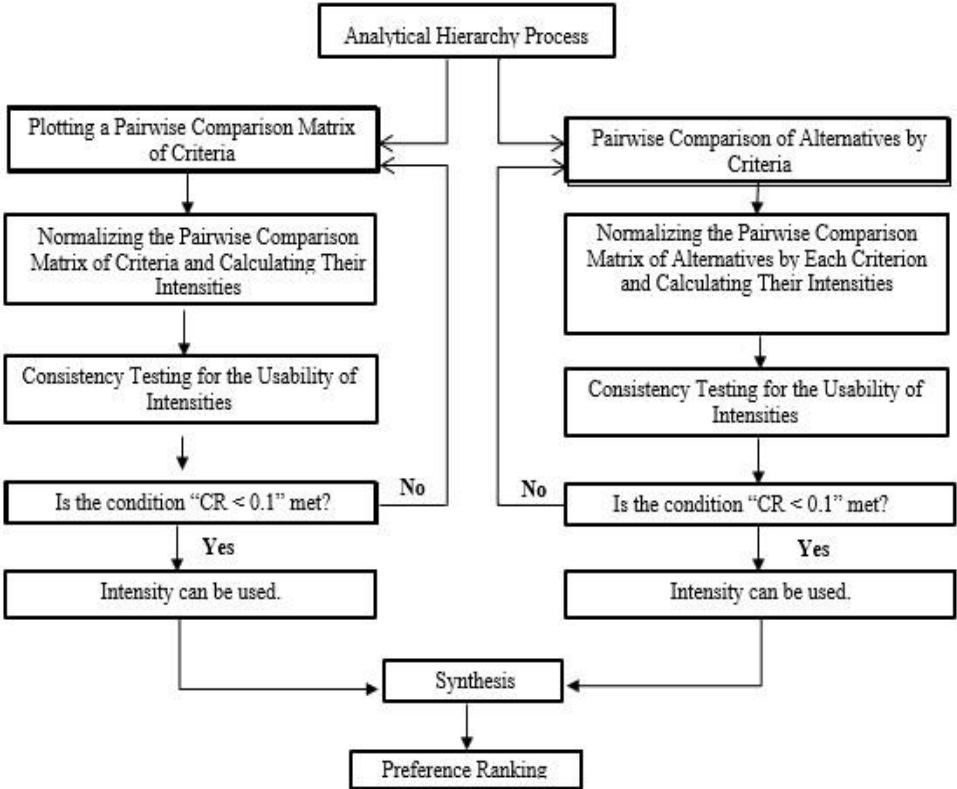 Analytical Hierarchy Process
Plotting a Pairwise Comparison Matrix
of Criteria
Normalizing the Pairwise Comparison
Matrix of Criteria and Calculating Their
Intensities
Consistency Testing for the Usability of
Intensities
Is the condition “CR < 0.1” met?
No
Yes
Intensity can be used.
Pairwise Comparison of Alternatives by
Criteria
Normalizing the Pairwise Comparison
Matrix of Alternatives by Each Criterion
and Calculating Their Intensities
Consistency Testing for the Usability of
Intensities
Is the condition “CR < 0.1” met?
No
Yes
Intensity can be used.
Synthesis
Preference Ranking